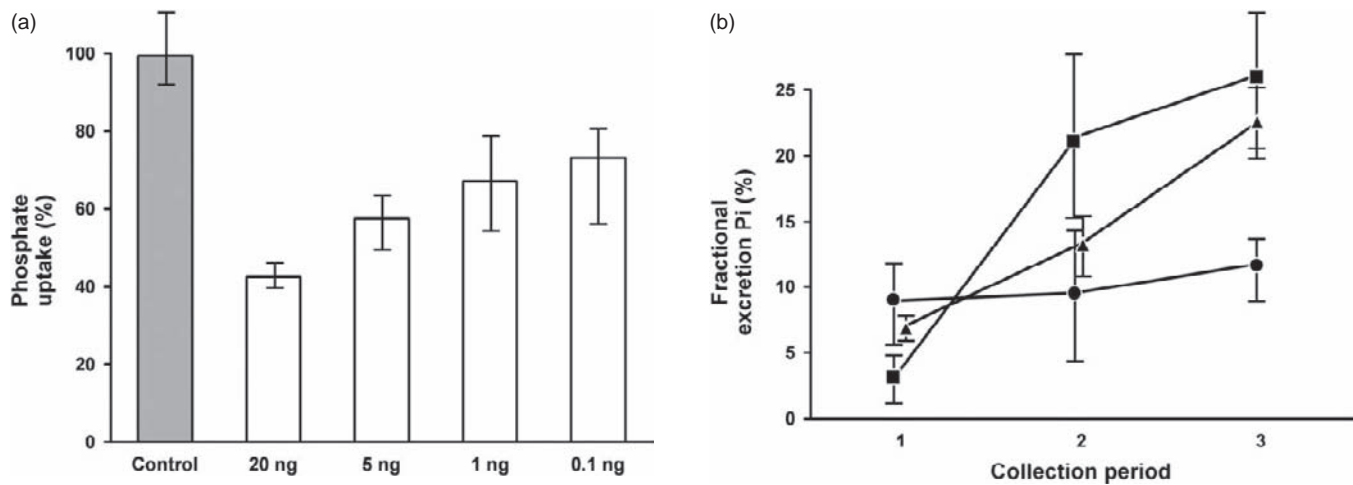 (a)
Phosphate
uptake (%)
100
80
60
40
20
0
Control
20 ng
5 ng
1 ng
0.1 ng
(b)
Fractional
excretion Pi (%)
25
20
15
10
5
0
1
2
3
Collection period